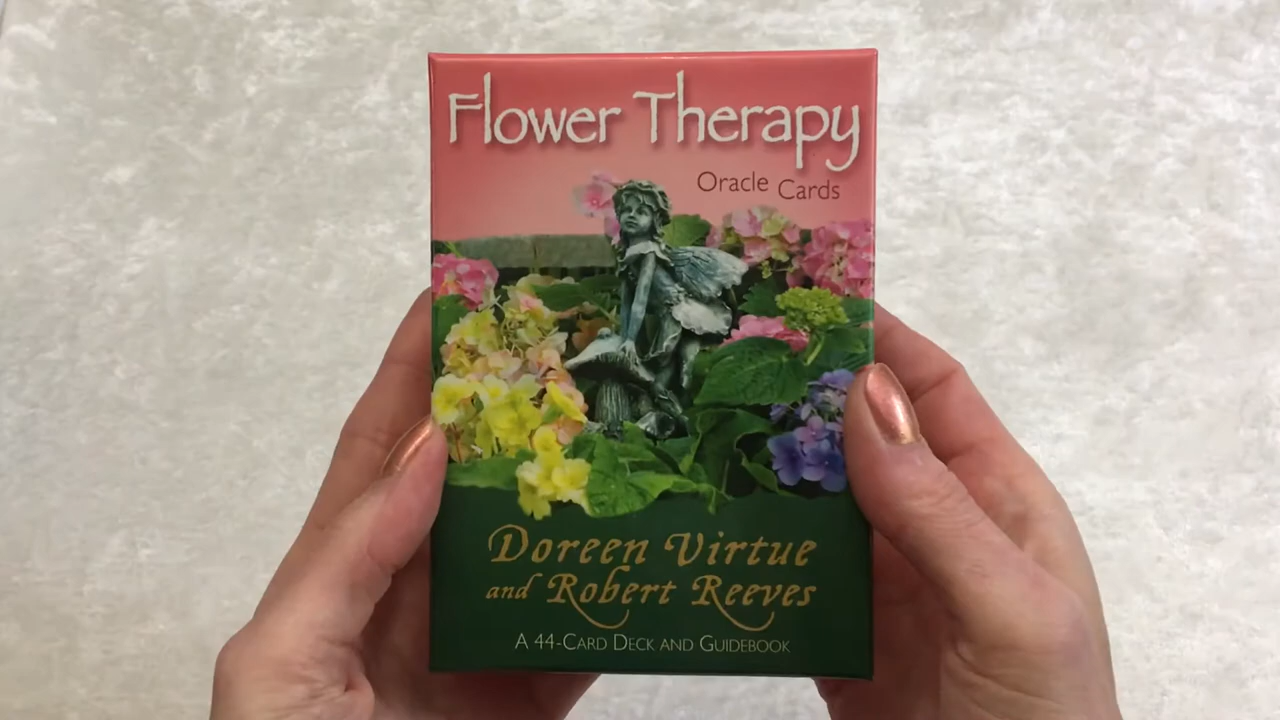 Flower Therapy
Oracle Cards
Doreen Virtue
and Robert Reeves
A 44-Card Deck and Guidebook